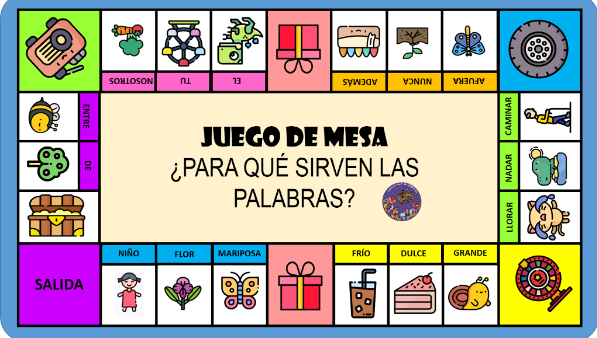 NOSOTROS
TU
EL
ADEMÁS
NUNCA
AFUERA
ENTRE
DE
CAMINAR
NADAR
LLORAR
JUEGO DE MESA
¿PARA QUÉ SIRVEN LAS
PALABRAS?
SALIDA
NIÑO
FLOR
MARIPOSA
FRÍO
DULCE
GRANDE